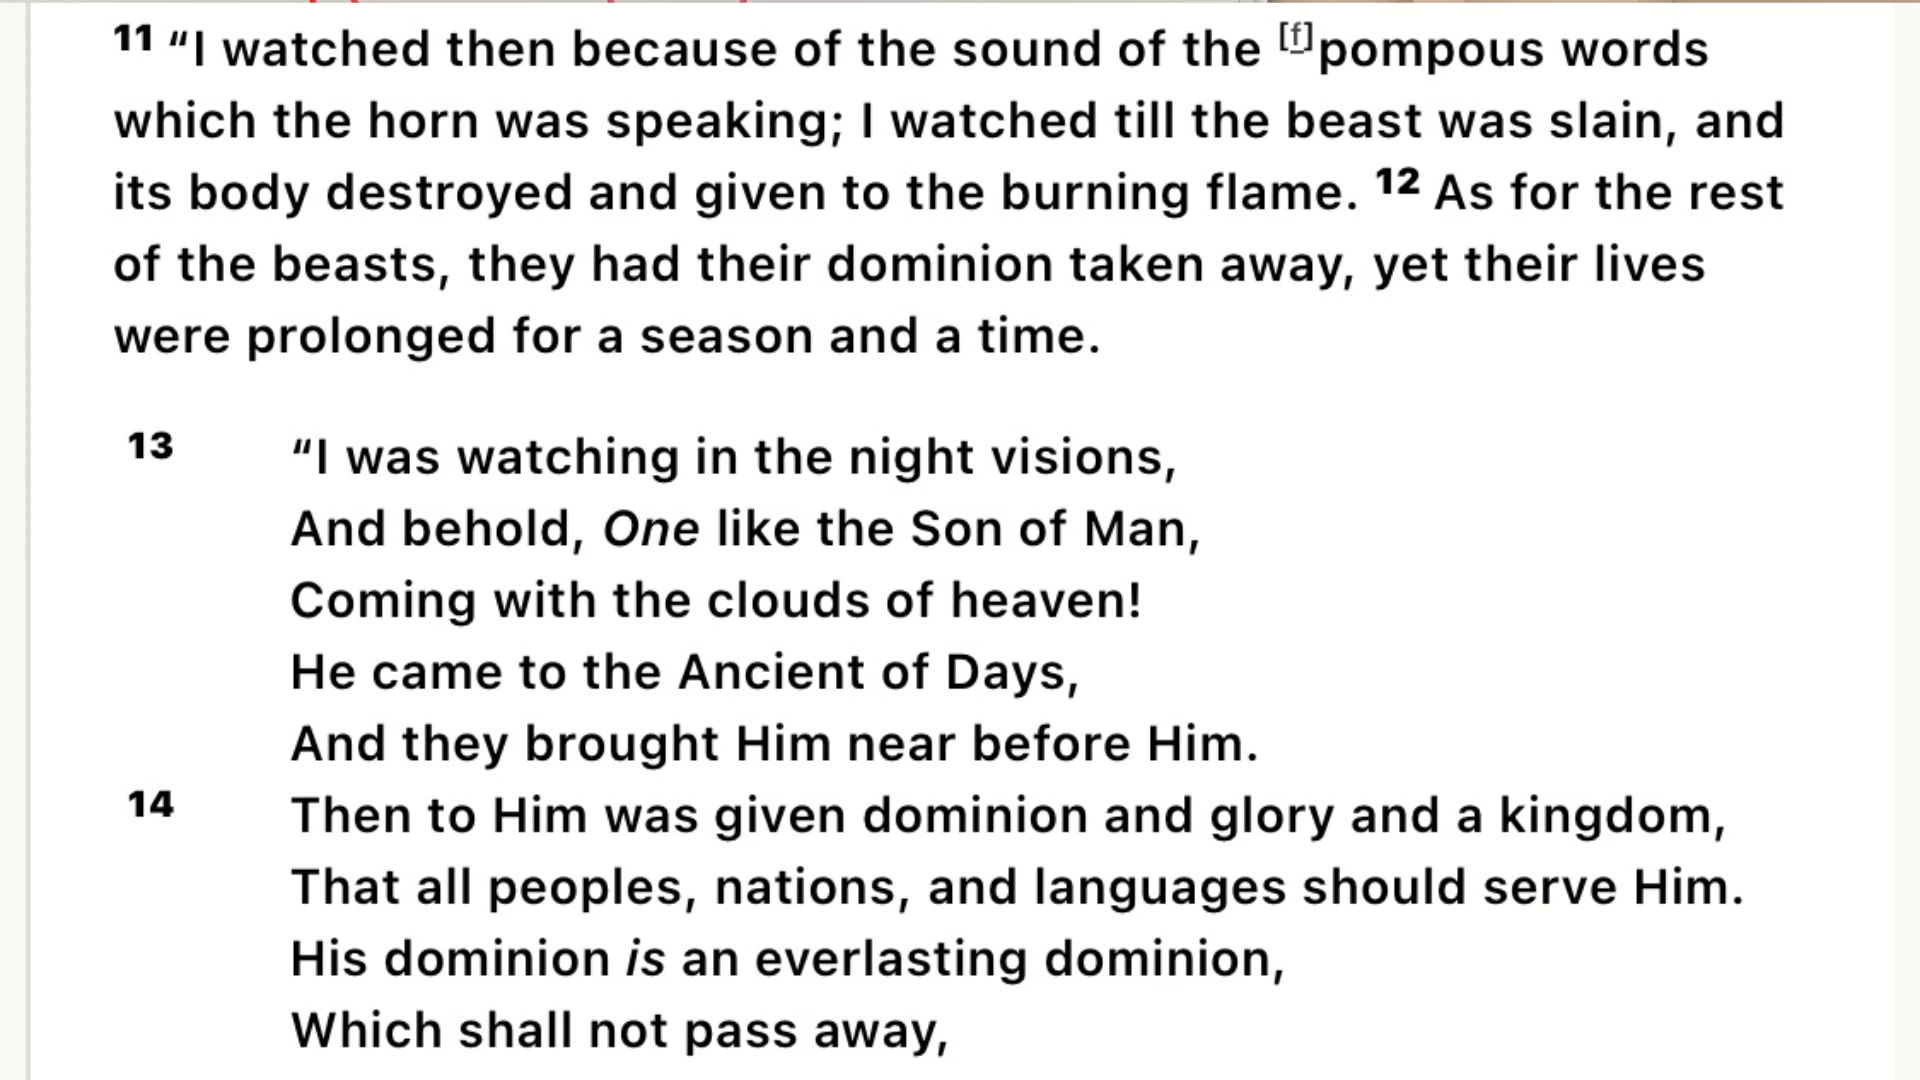 11 “I watched then because of the sound of the [f]pompous words
which the horn was speaking; I watched till the beast was slain, and
its body destroyed and given to the burning flame. 12 As for the rest
of the beasts, they had their dominion taken away, yet their lives
were prolonged for a season and a time.
13 “I was watching in the night visions,
And behold, One like the Son of Man,
Coming with the clouds of heaven!
He came to the Ancient of Days,
And they brought Him near before Him.
14 Then to Him was given dominion and glory and a kingdom,
That all peoples, nations, and languages should serve Him.
His dominion is an everlasting dominion,
Which shall not pass away,